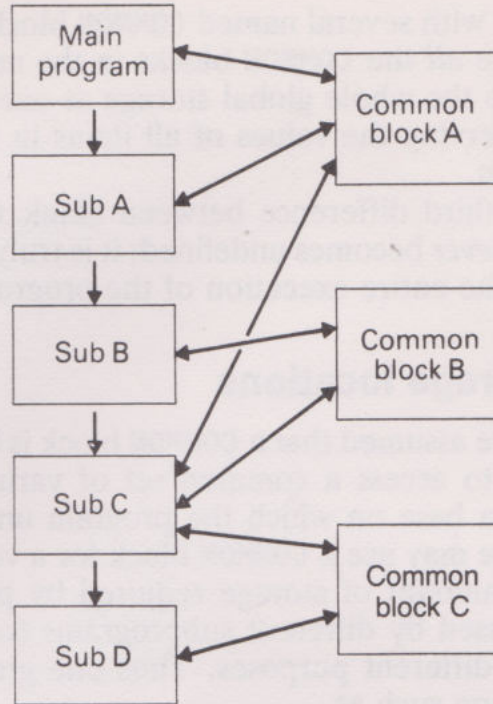 Main
program
Common
block A
Sub A
Sub B
Common
block B
Sub C
Common
block C
Sub D